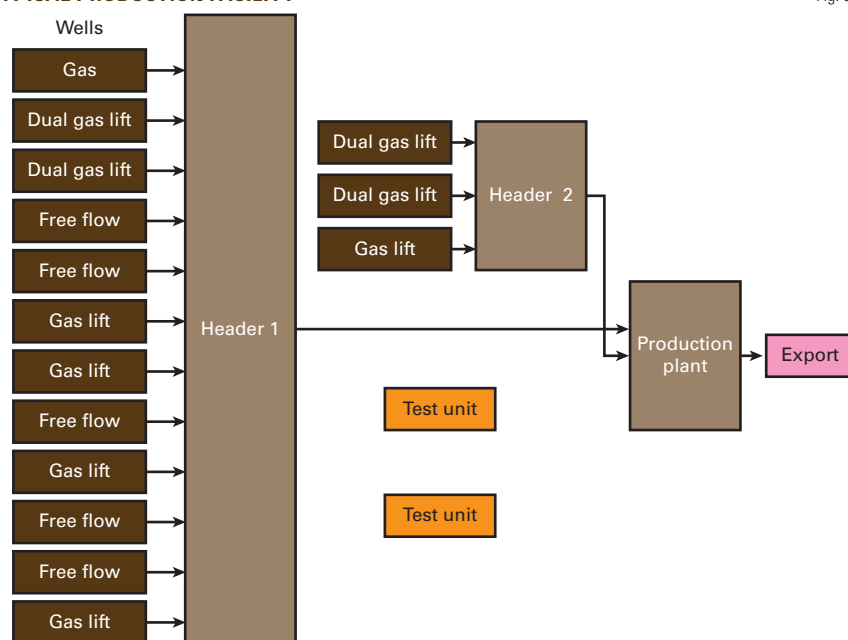 Wells
Gas
Dual gas lift
Dual gas lift
Free flow
Free flow
Gas lift
Gas lift
Free flow
Gas lift
Free flow
Free flow
Gas lift
Header 1
Dual gas lift
Dual gas lift
Gas lift
Header 2
Test unit
Test unit
Production
plant
Export